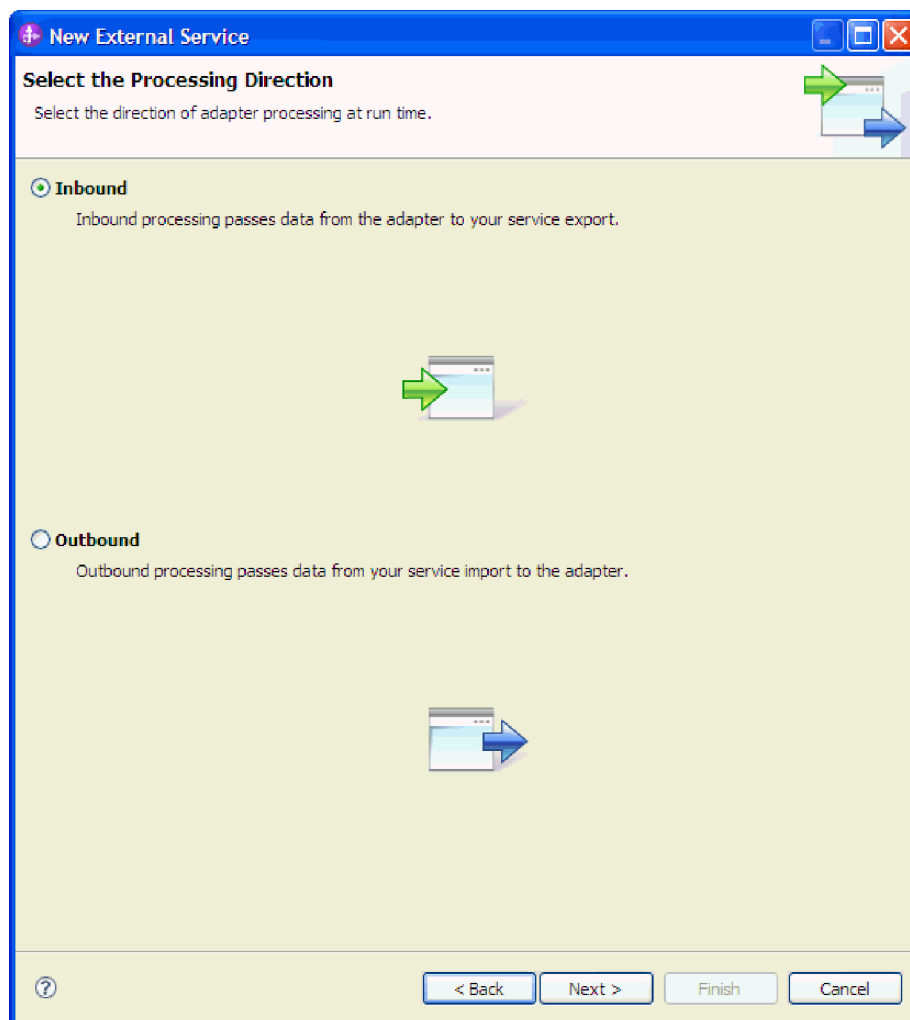 New External Service
Select the Processing Direction
Select the direction of adapter processing at run time.
Inbound
Inbound processing passes data from the adapter to your service export.
Outbound
Outbound processing passes data from your service import to the adapter.
?
< Back
Next >
Finish
Cancel